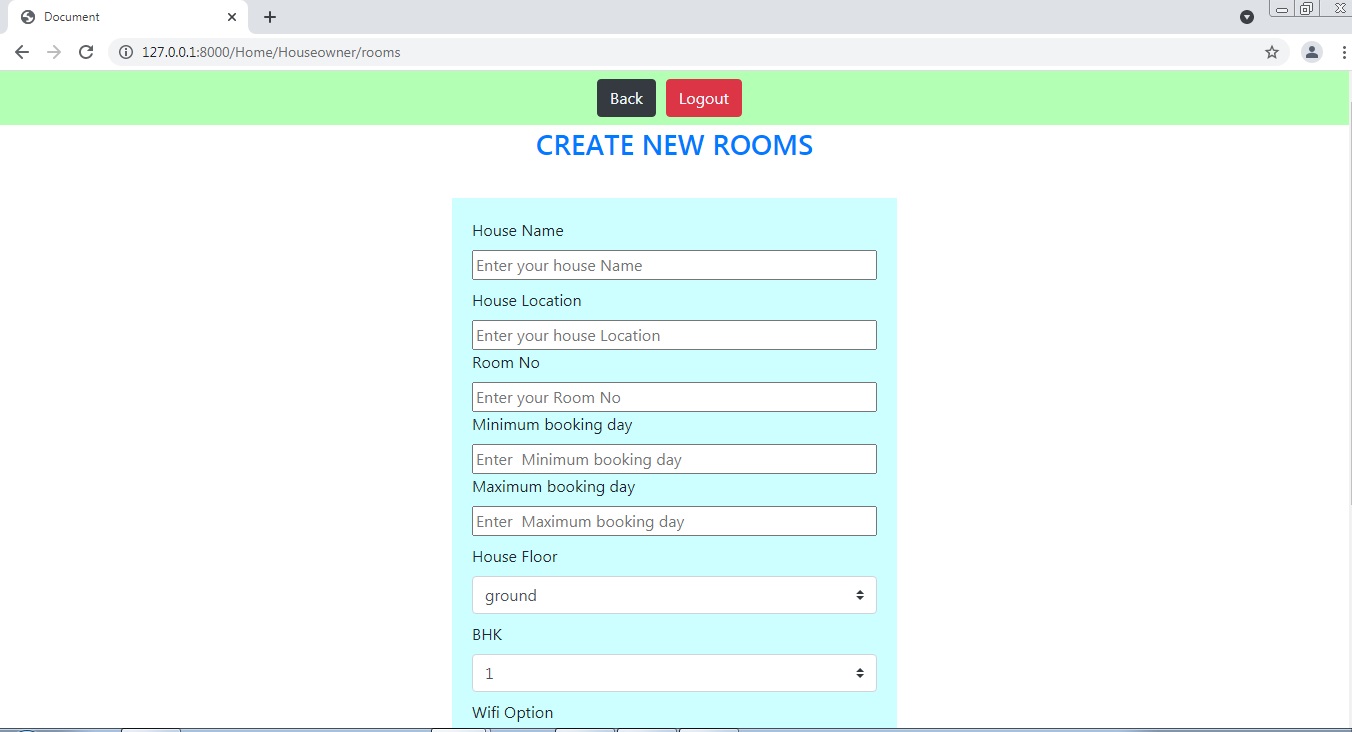 Document
127.0.0.1:8000/Home/Houseowner/rooms
Back Logout
CREATE NEW ROOMS
House Name
Enter your house Name
House Location
Enter your house Location
Room No
Enter your Room No
Minimum booking day
Enter  Minimum booking day
Maximum booking day
Enter  Maximum booking day
House Floor
ground
BHK
1
Wifi Option